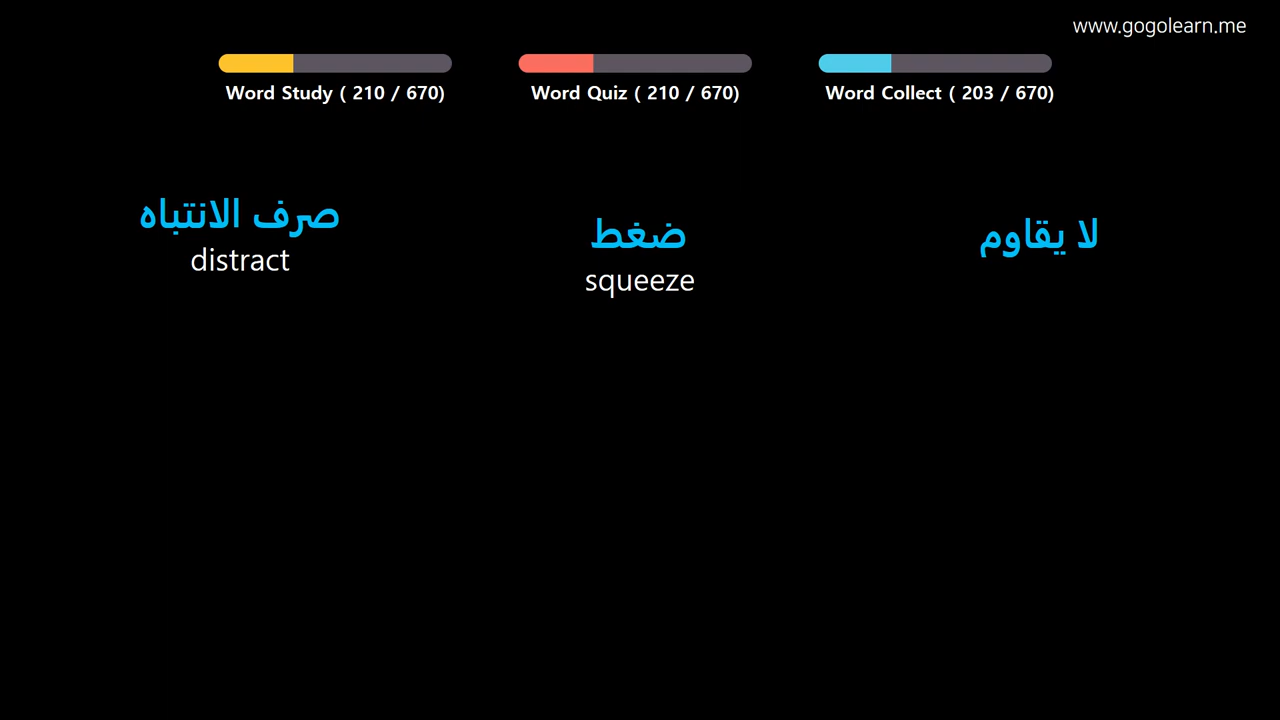 www.gogolearn.me
Word Study ( 210 / 670)
Word Quiz ( 210 / 670)
Word Collect ( 203 / 670)
صرف الانتباه
distract
ضغط
squeeze
لا يقاوم